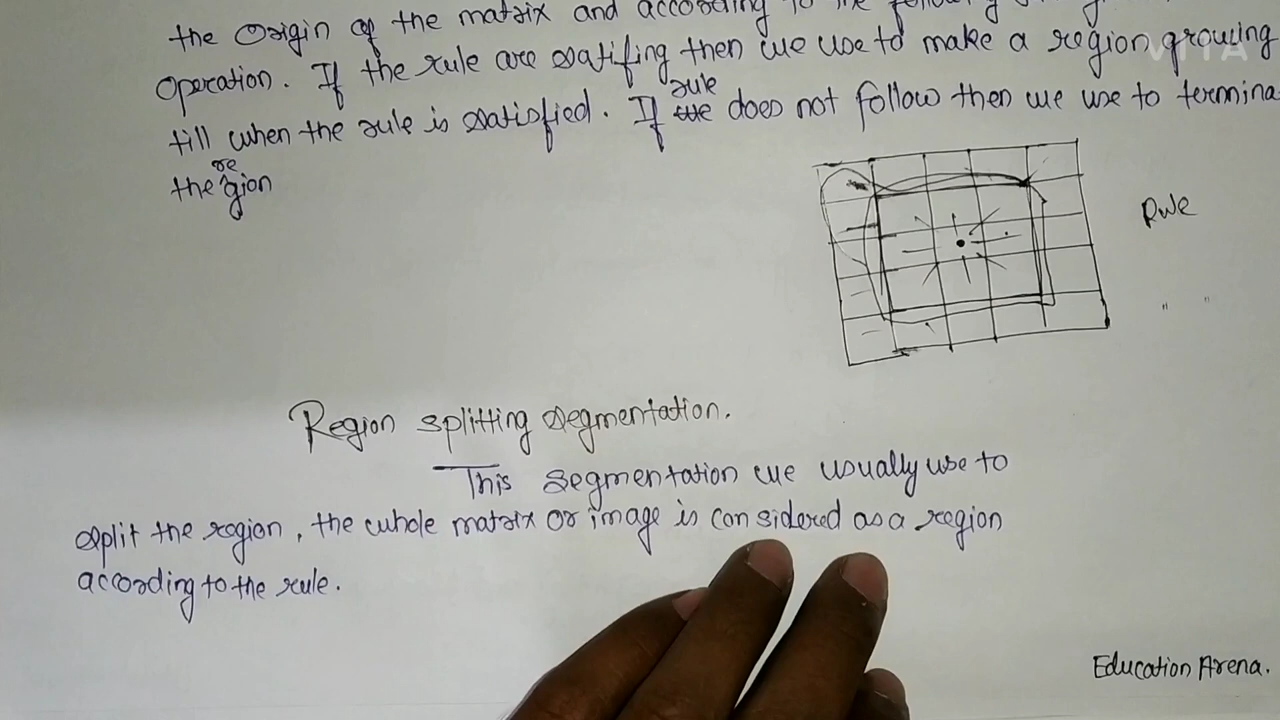 the origin of the matrix and according to the following
operation. If the rule are satifing then we use to make a region growing
till when the rule is satisfied. If rule does not follow then we use to termina
the region
Rule
Region splitting segmentation.
This segmentation we usually use to
split the region, the whole matrix or image is considered as a region
according to the rule.
Education Arena.
VITA